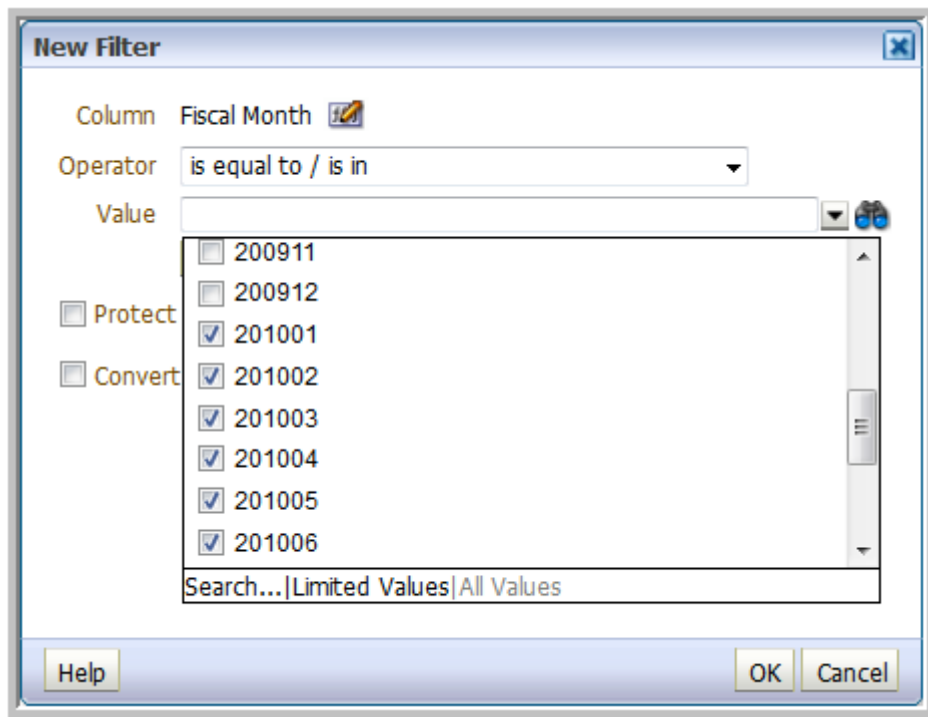 New Filter
Column Fiscal Month
Operator is equal to / is in
Value
200911
200912
Protect
201001
Convert
201002
201003
201004
201005
201006
Search...|Limited Values|All Values
Help OK Cancel